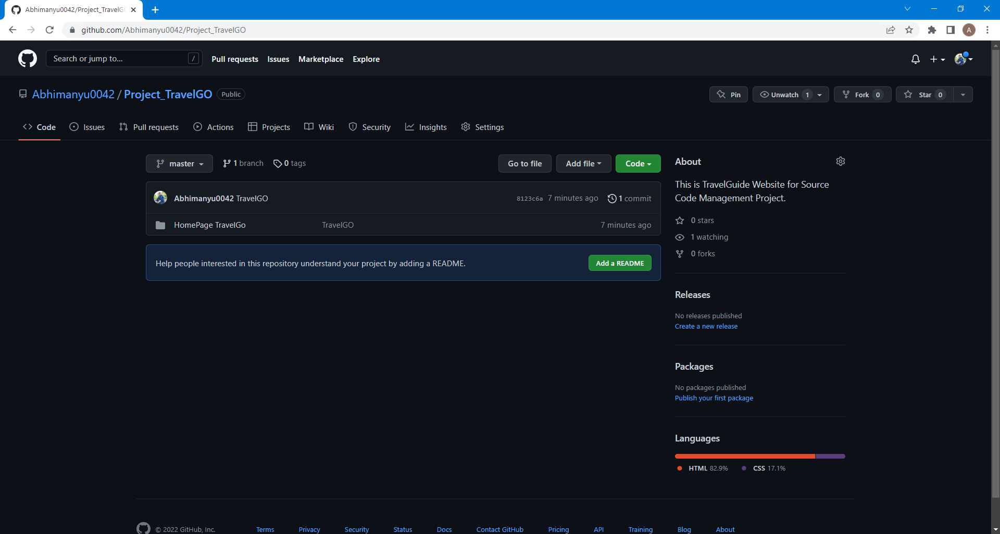 Abhimanyu0042/Project_TravelG
github.com/Abhimanyu0042/Project_TravelGO
A
Search or jump to...
/
Pull requests
Issues
Marketplace
Explore
Abhimanyu0042 / Project_TravelGO
Public
Pin
Unwatch 1
Fork 0
Star 0
Code
Issues
Pull requests
Actions
Projects
Wiki
Security
Insights
Settings
master
1 branch
0 tags
Go to file
Add file
Code
Abhimanyu0042 TravelGO
8123c6a 7 minutes ago
1 commit
HomePage TravelGo
TravelGO
7 minutes ago
Help people interested in this repository understand your project by adding a README.
Add a README
About
This is TravelGuide Website for Source
Code Management Project.
0 stars
1 watching
0 forks
Releases
No releases published
Create a new release
Packages
No packages published
Publish your first package
Languages
HTML 82.9%
CSS 17.1%
© 2022 GitHub, Inc.
Terms
Privacy
Security
Status
Docs
Contact GitHub
Pricing
API
Training
Blog
About